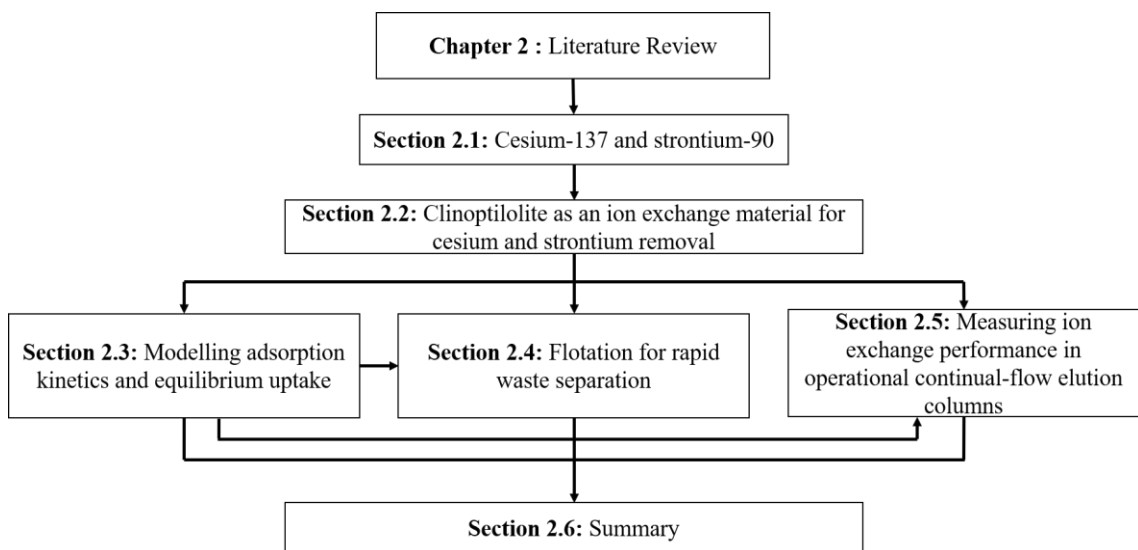 Chapter 2 : Literature Review
Section 2.1: Cesium-137 and strontium-90
Section 2.2: Clinoptilolite as an ion exchange material for
cesium and strontium removal
Section 2.3: Modelling adsorption
kinetics and equilibrium uptake
Section 2.4: Flotation for rapid
waste separation
Section 2.5: Measuring ion
exchange performance in
operational continual-flow elution
columns
Section 2.6: Summary